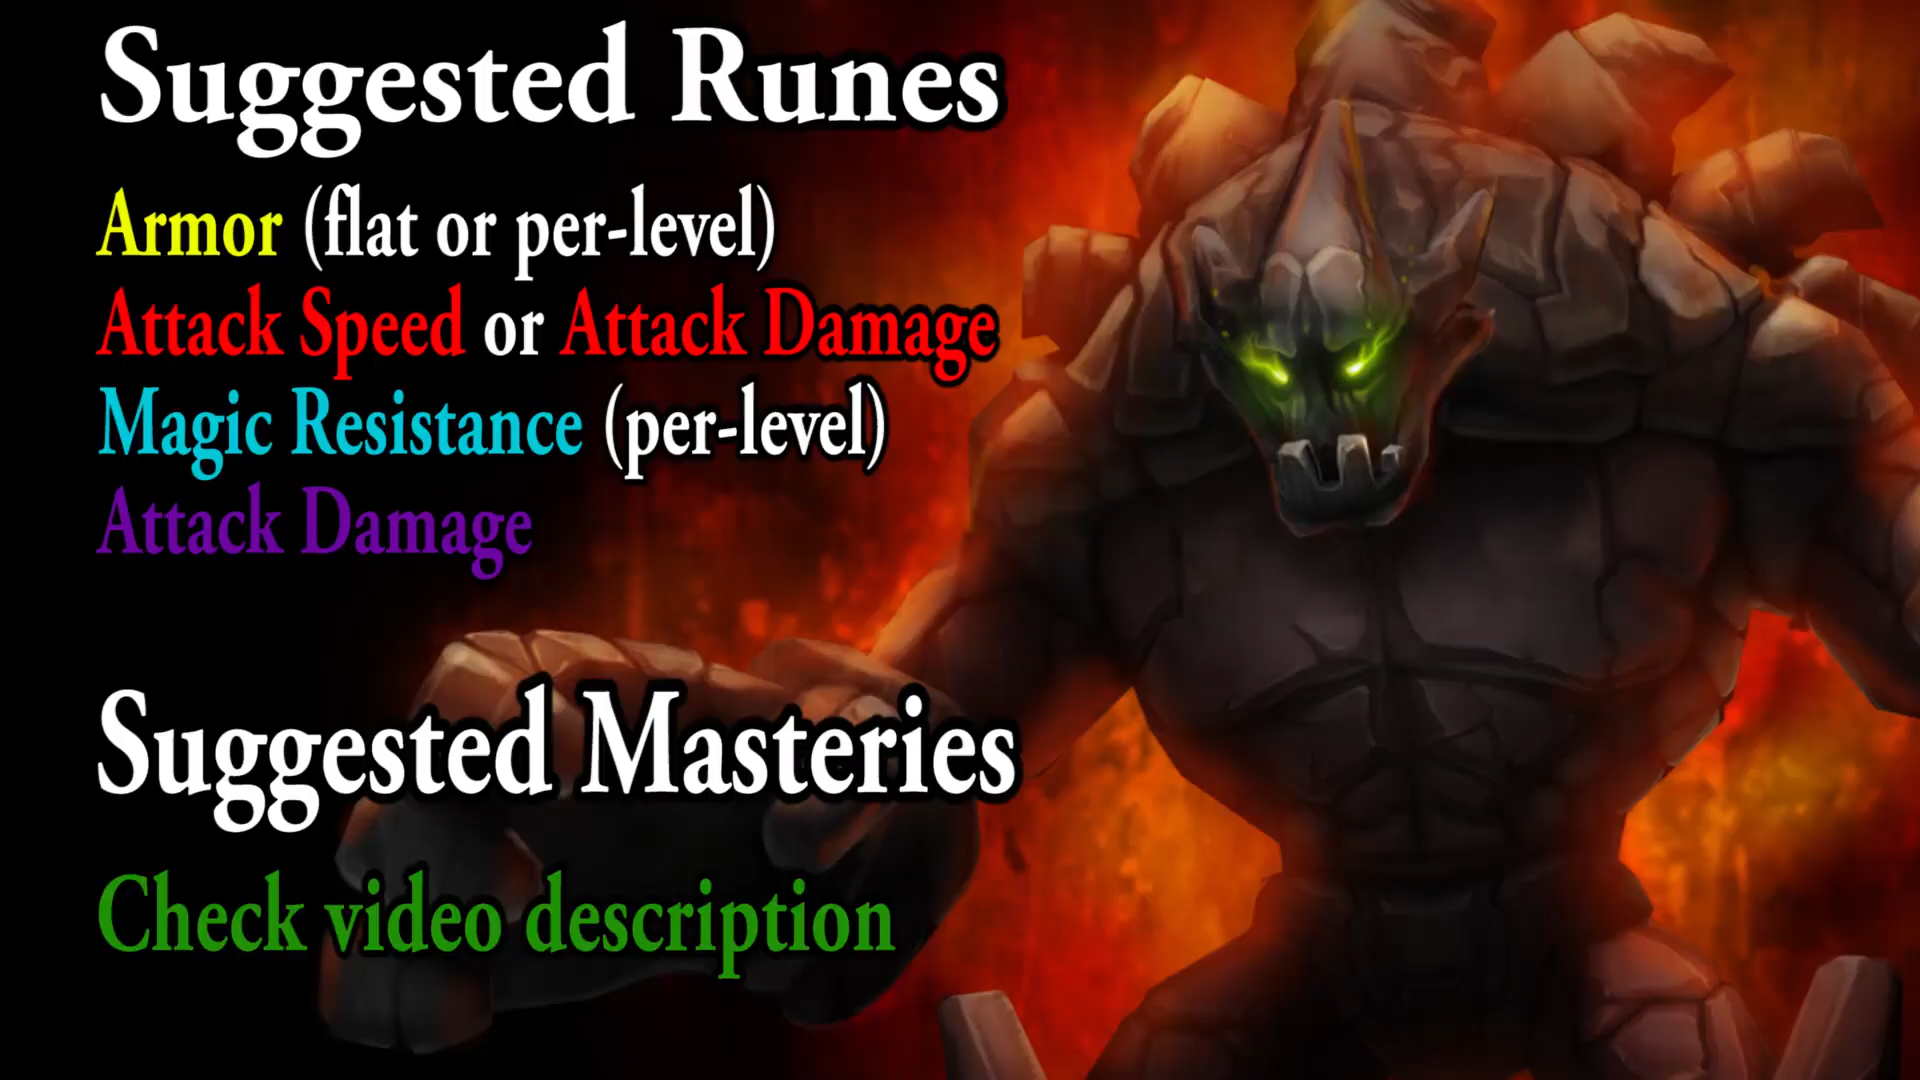 Suggested Runes
Armor (flat or per-level)
Attack Speed or Attack Damage
Magic Resistance (per-level)
Attack Damage
Suggested Masteries
Check video description